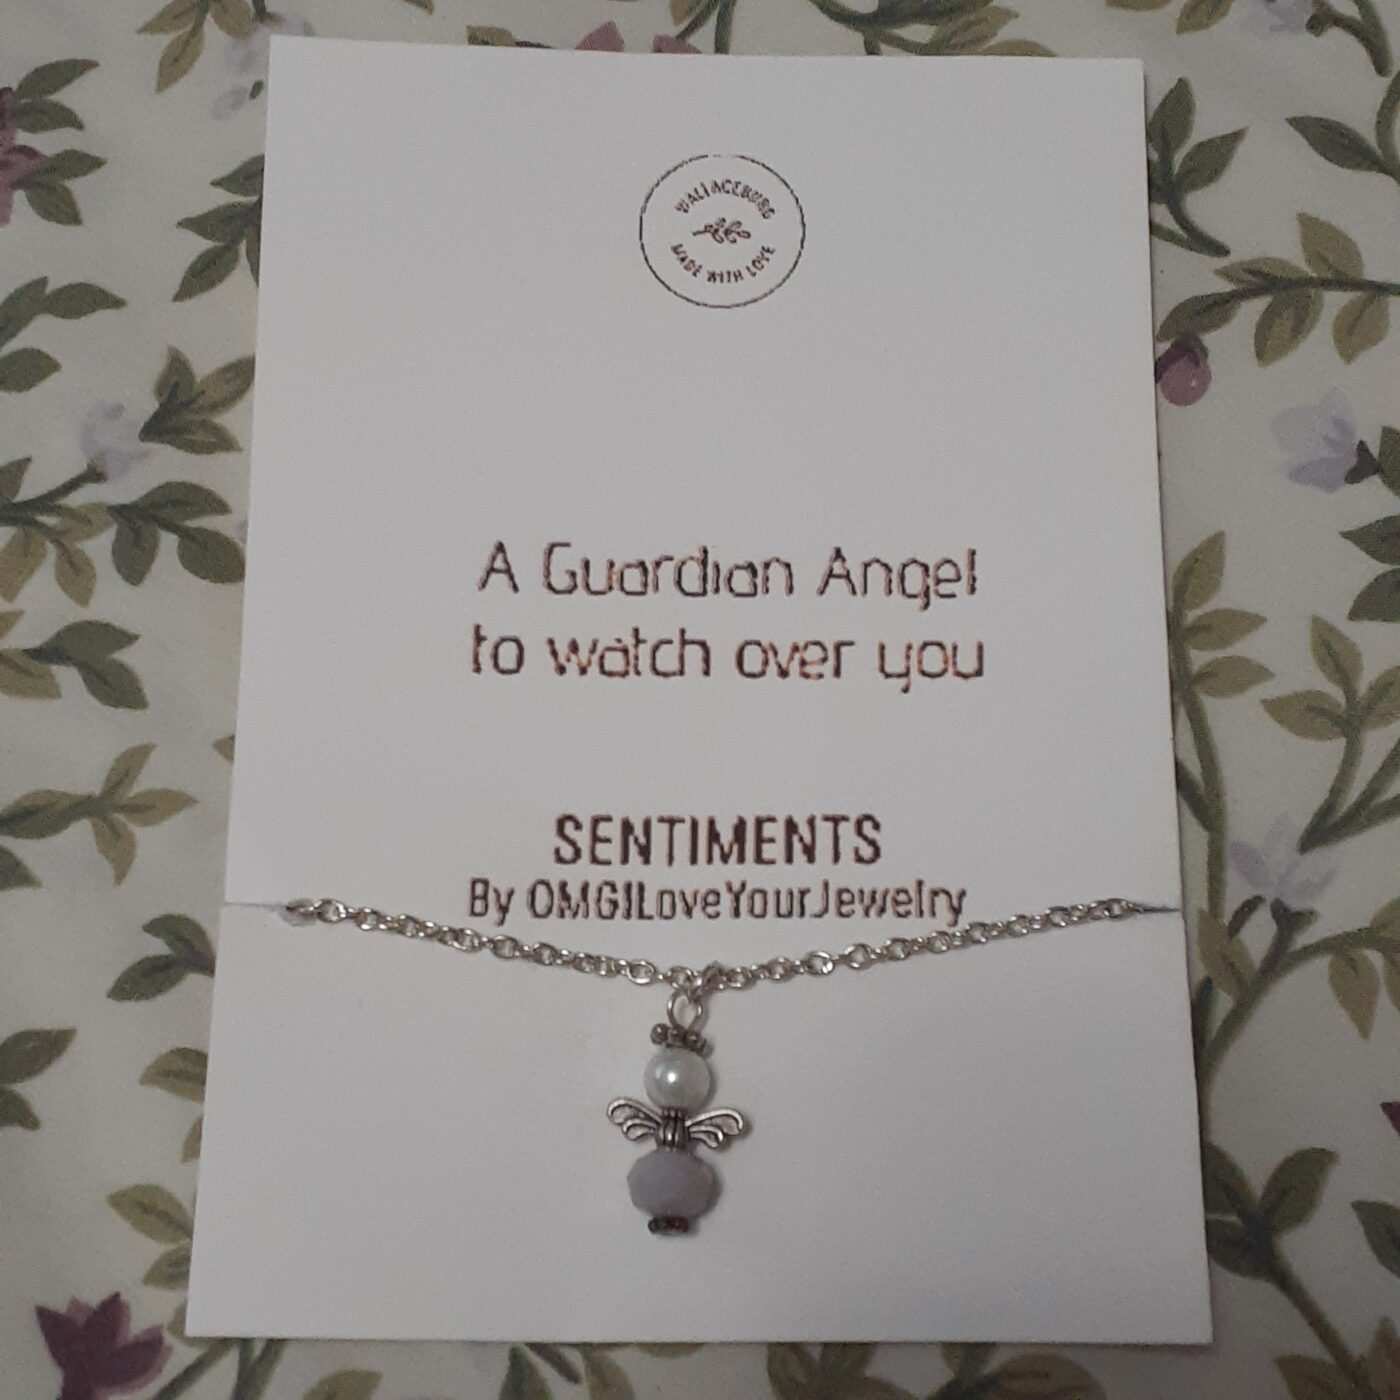 WALLACEBURG
MADE WITH LOVE
A Guardian Angel
to watch over you
SENTIMENTS
By OMGILoveYourJewelry